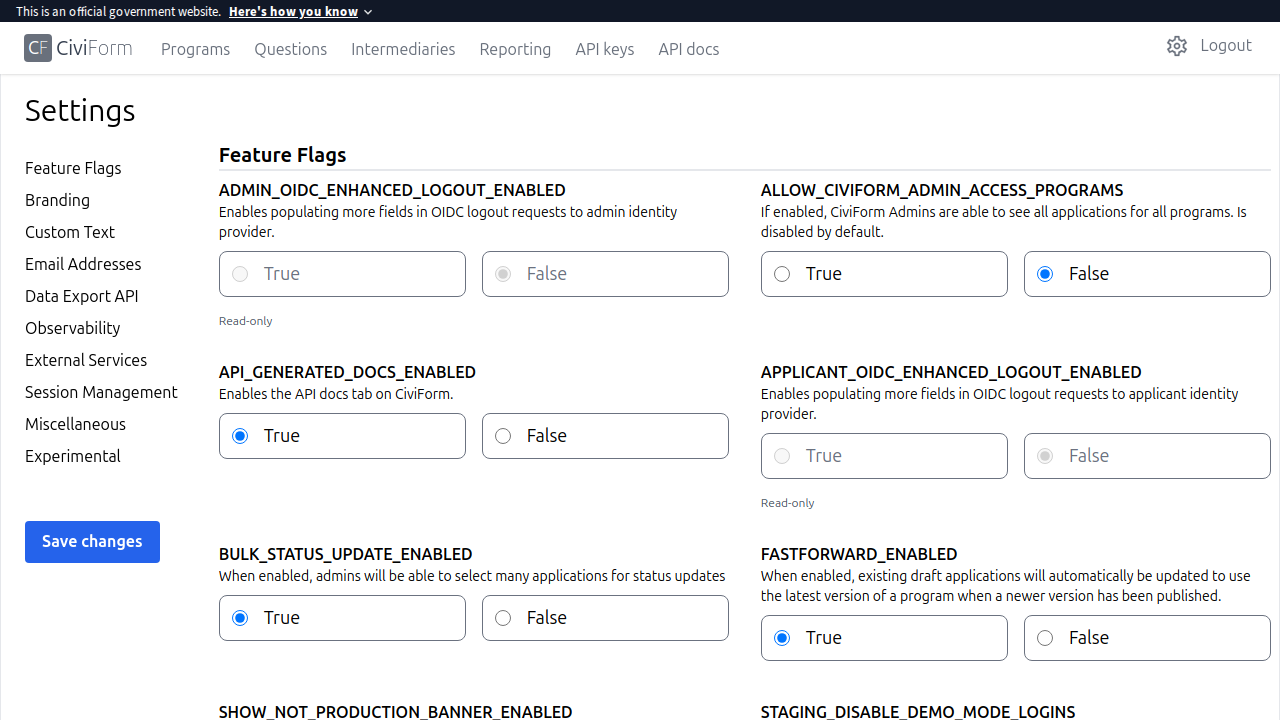 This is an official government website. Here's how you know
CF CiviForm Programs Questions Intermediaries Reporting API keys API docs Logout
Settings
Feature Flags
Branding
Custom Text
Email Addresses
Data Export API
Observability
External Services
Session Management
Miscellaneous
Experimental
Save changes
Feature Flags
ADMIN_OIDC_ENHANCED_LOGOUT_ENABLED
Enables populating more fields in OIDC logout requests to admin identity
provider.
True False
Read-only
ALLOW_CIVIFORM_ADMIN_ACCESS_PROGRAMS
If enabled, CiviForm Admins are able to see all applications for all programs. Is
disabled by default.
True False
API_GENERATED_DOCS_ENABLED
Enables the API docs tab on CiviForm.
True False
APPLICANT_OIDC_ENHANCED_LOGOUT_ENABLED
Enables populating more fields in OIDC logout requests to applicant identity
provider.
True False
Read-only
BULK_STATUS_UPDATE_ENABLED
When enabled, admins will be able to select many applications for status updates
True False
FASTFORWARD_ENABLED
When enabled, existing draft applications will automatically be updated to use
the latest version of a program when a newer version has been published.
True False
SHOW_NOT_PRODUCTION_BANNER_ENABLED
STAGING_DISABLE_DEMO_MODE_LOGINS